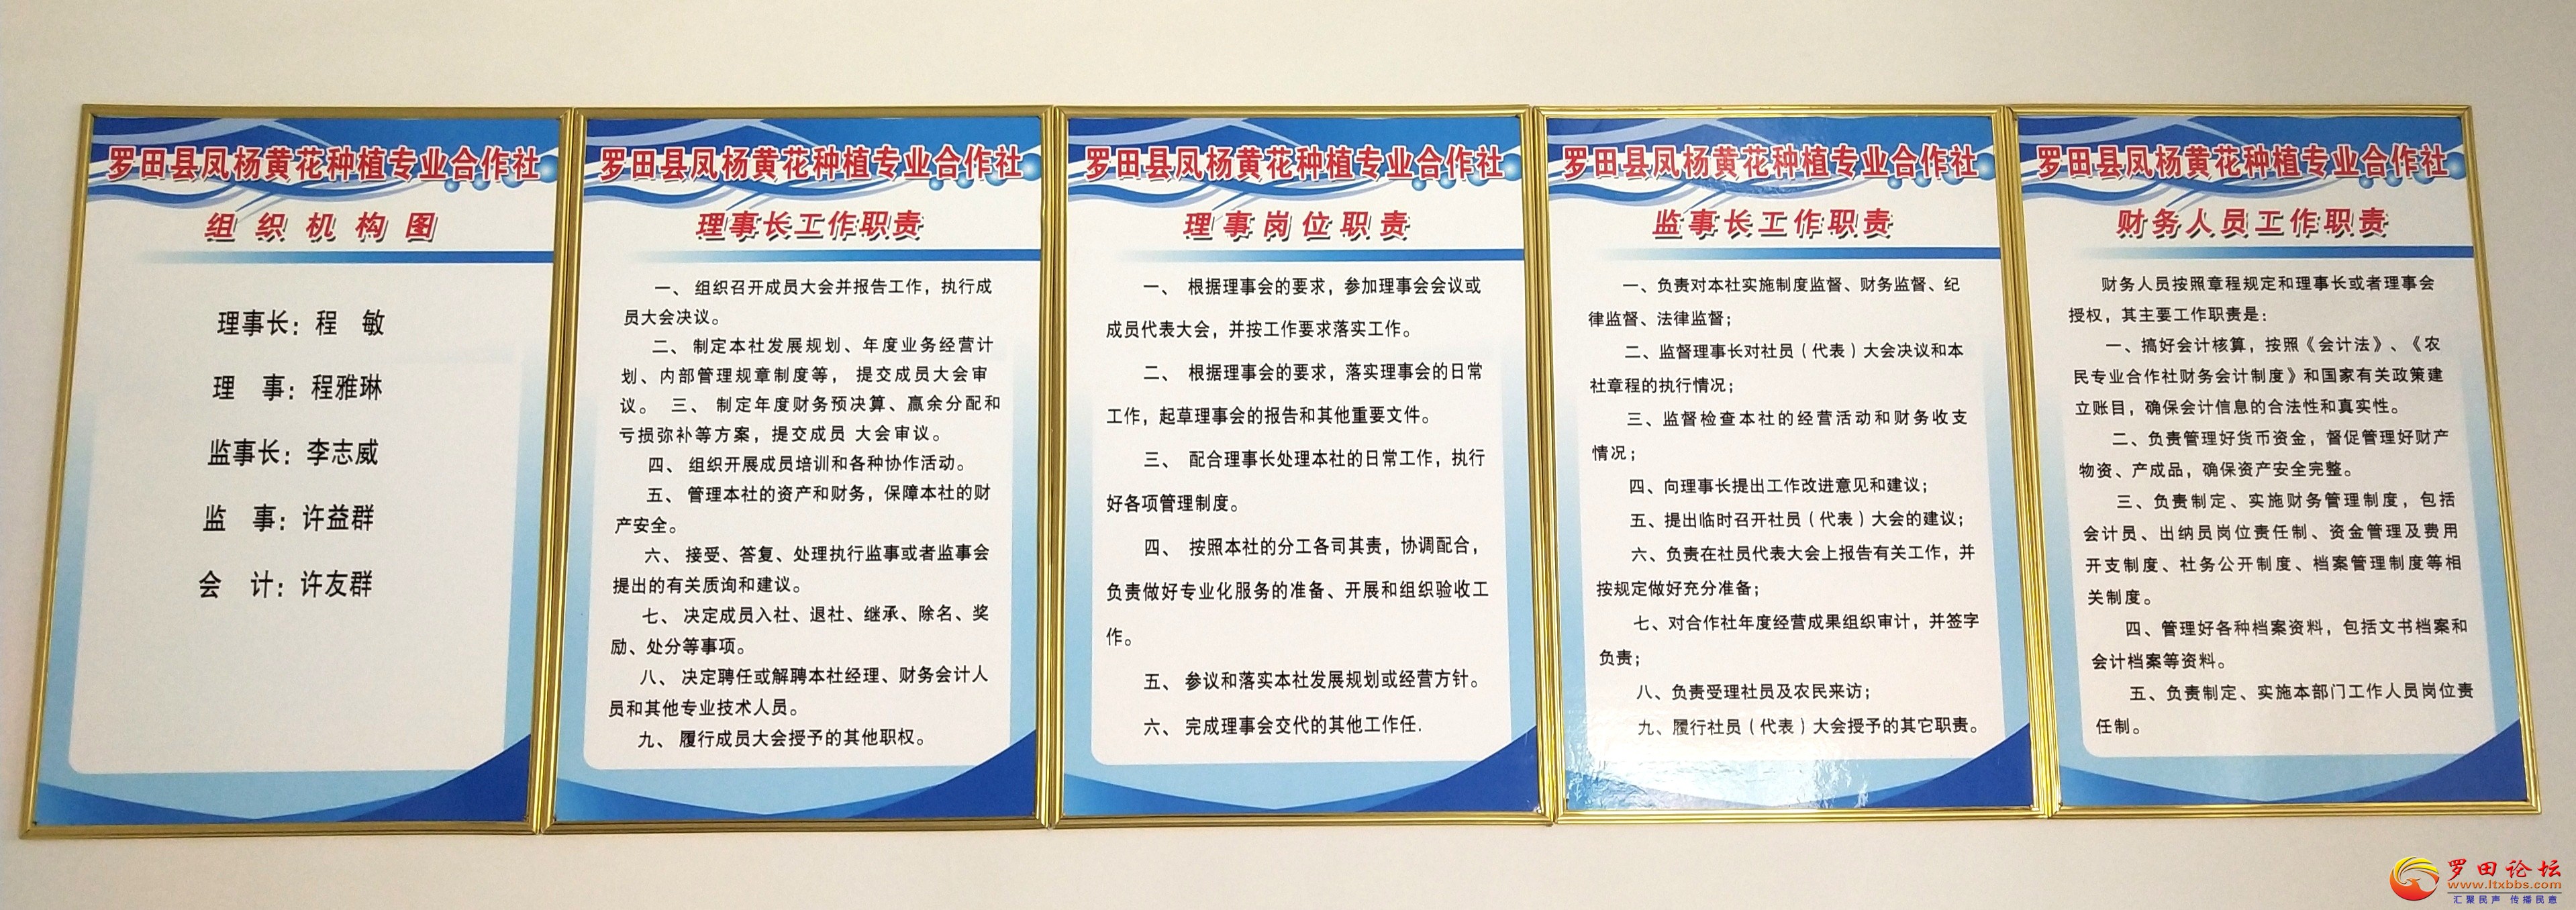 罗田县凤杨黄花种植专业合作社
组织机构图
理事长：程　敏
理　事：程雅琳
监事长：李志威
监　事：许益群
会　计：许友群
罗田县凤杨黄花种植专业合作社
理事长工作职责
一、 组织召开成员大会并报告工作，执行成
员大会决议。
二、 制定本社发展规划、年度业务经营计
划、内部管理规章制度等， 提交成员大会审
议。 三、 制定年度财务预决算、赢余分配和
亏损弥补等方案，提交成员 大会审议。
四、 组织开展成员培训和各种协作活动。
五、 管理本社的资产和财务，保障本社的财
产安全。
六、 接受、答复、处理执行监事或者监事会
提出的有关质询和建议。
七、 决定成员入社、退社、继承、除名、奖
励、处分等事项。
八、 决定聘任或解聘本社经理、财务会计人
员和其他专业技术人员。
九、 履行成员大会授予的其他职权。
罗田县凤杨黄花种植专业合作社
理事岗位职责
一、 根据理事会的要求，参加理事会会议或
成员代表大会，并按工作要求落实工作。
二、 根据理事会的要求，落实理事会的日常
工作，起草理事会的报告和其他重要文件。
三、 配合理事长处理本社的日常工作，执行
好各项管理制度。
四、 按照本社的分工各司其责，协调配合，
负责做好专业化服务的准备、开展和组织验收工
作。
五、 参议和落实本社发展规划或经营方针。
六、 完成理事会交代的其他工作任.
罗田县凤杨黄花种植专业合作社
监事长工作职责
一、负责对本社实施制度监督、财务监督、纪
律监督、法律监督；
二、监督理事长对社员（代表）大会决议和本
社章程的执行情况；
三、监督检查本社的经营活动和财务收支
情况；
四、向理事长提出工作改进意见和建议；
五、提出临时召开社员（代表）大会的建议；
六、负责在社员代表大会上报告有关工作，并
按规定做好充分准备；
七、对合作社年度经营成果组织审计，并签字
负责；
八、负责受理社员及农民来访；
九、履行社员（代表）大会授予的其它职责。
罗田县凤杨黄花种植专业合作社
财务人员工作职责
财务人员按照章程规定和理事长或者理事会
授权，其主要工作职责是：
一、搞好会计核算，按照《会计法》、《农
民专业合作社财务会计制度》和国家有关政策建
立账目，确保会计信息的合法性和真实性。
二、负责管理好货币资金，督促管理好财产
物资、产成品，确保资产安全完整。
三、负责制定、实施财务管理制度，包括
会计员、出纳员岗位责任制、资金管理及费用
开支制度、社务公开制度、档案管理制度等相
关制度。
四、管理好各种档案资料，包括文书档案和
会计档案等资料。
五、负责制定、实施本部门工作人员岗位责
任制。
罗田论坛
www.ltxbbs.com
汇聚民声 传播民意